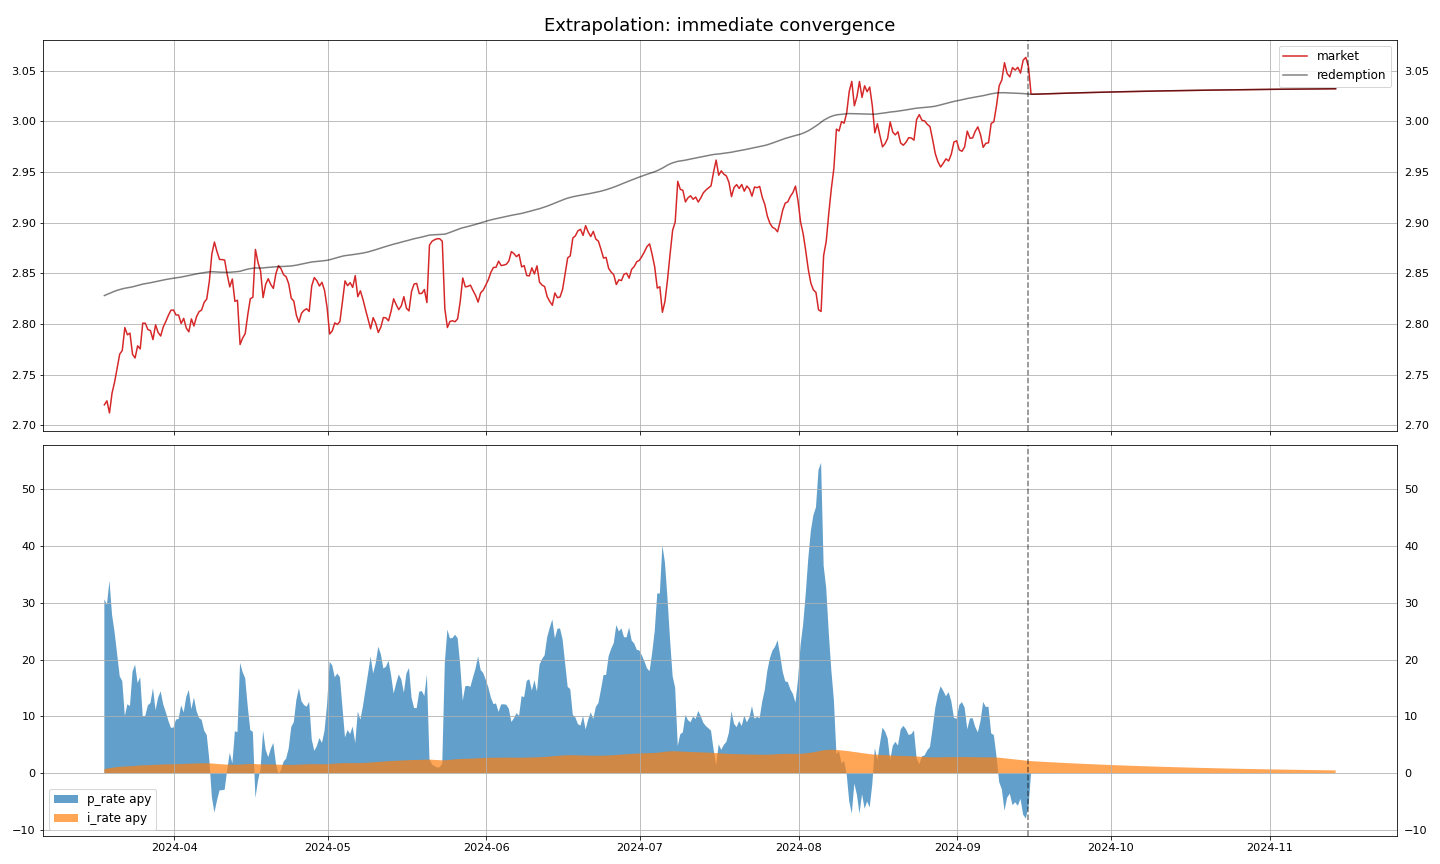 Extrapolation: immediate convergence
market
redemption
3.05 3.05
3.00 3.00
2.95 2.95
2.90 2.90
2.85 2.85
2.80 2.80
2.75 2.75
2.70 2.70
50 50
40 40
30 30
20 20
10 10
0 0
−10 −10
p_rate apy
i_rate apy
2024-04 2024-05 2024-06 2024-07 2024-08 2024-09 2024-10 2024-11